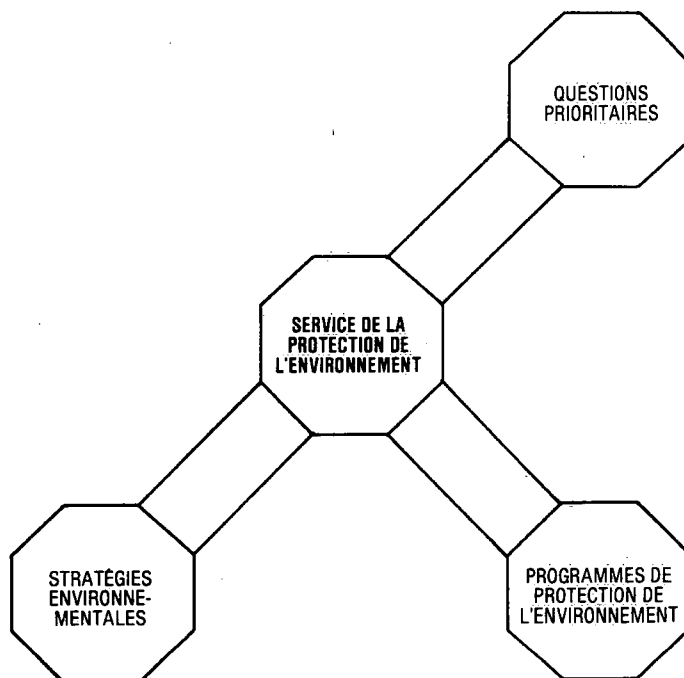 QUESTIONS
PRIORITAIRES
SERVICE DE LA
PROTECTION DE
L'ENVIRONNEMENT
STRATÉGIES
ENVIRONNE-
MENTALES
PROGRAMMES DE
PROTECTION DE
L'ENVIRONNEMENT